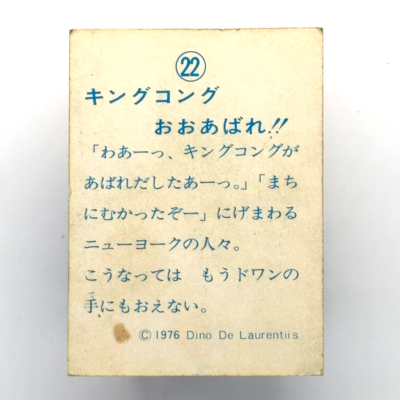 22
キングコング
おおあばれ!!
「わあーっ、キングコングが
あばれだしたあーっ。」「まち
にむかったぞー」にげまわる
ニューヨークの人々。
こうなっては もうドワンの
手にもおえない。
© 1976 Dino De Laurentiis